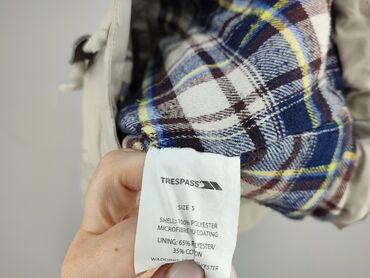 TRESPASS
SIZE: S
SHELL: 100% POLYESTER
MICROFIBRE PU COATING
LINING: 65% POLYESTER/
35% COTTON